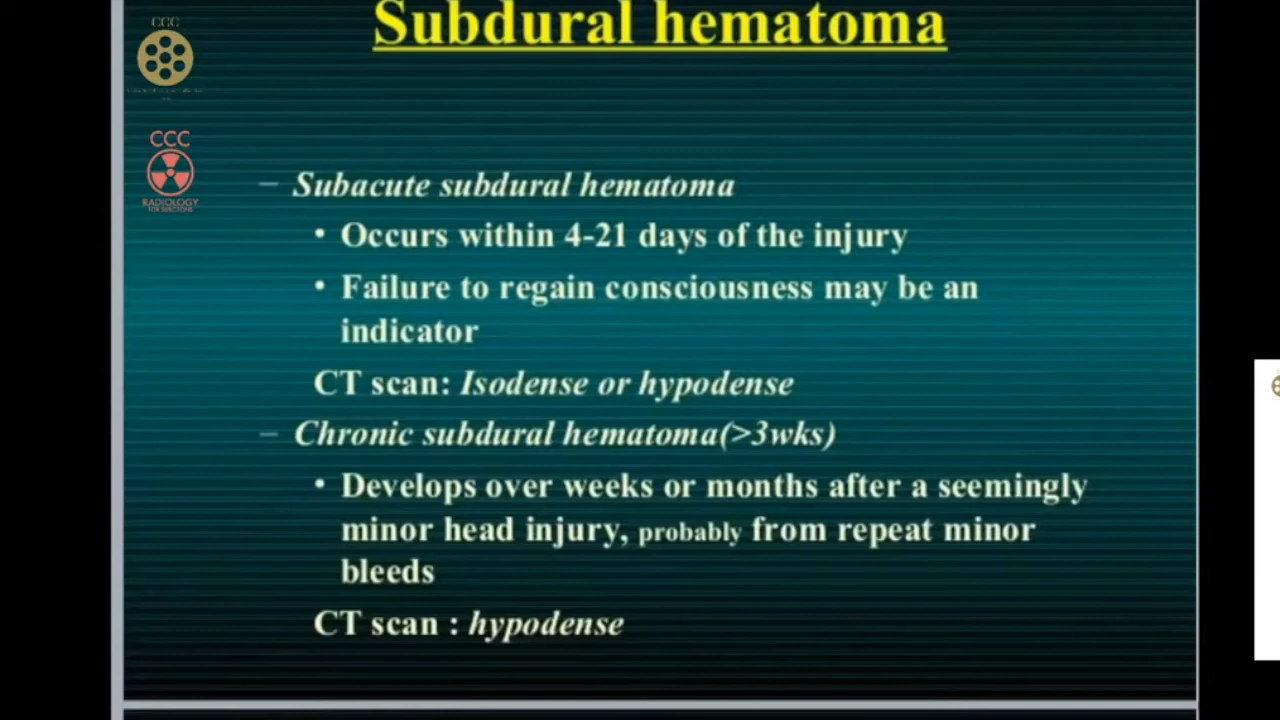 Subdural hematoma
CCC
CCC
RADIOLOGY
FOR SURGEONS
– Subacute subdural hematoma
• Occurs within 4-21 days of the injury
• Failure to regain consciousness may be an
indicator
CT scan: Isodense or hypodense
– Chronic subdural hematoma(>3wks)
• Develops over weeks or months after a seemingly
minor head injury, probably from repeat minor
bleeds
CT scan : hypodense